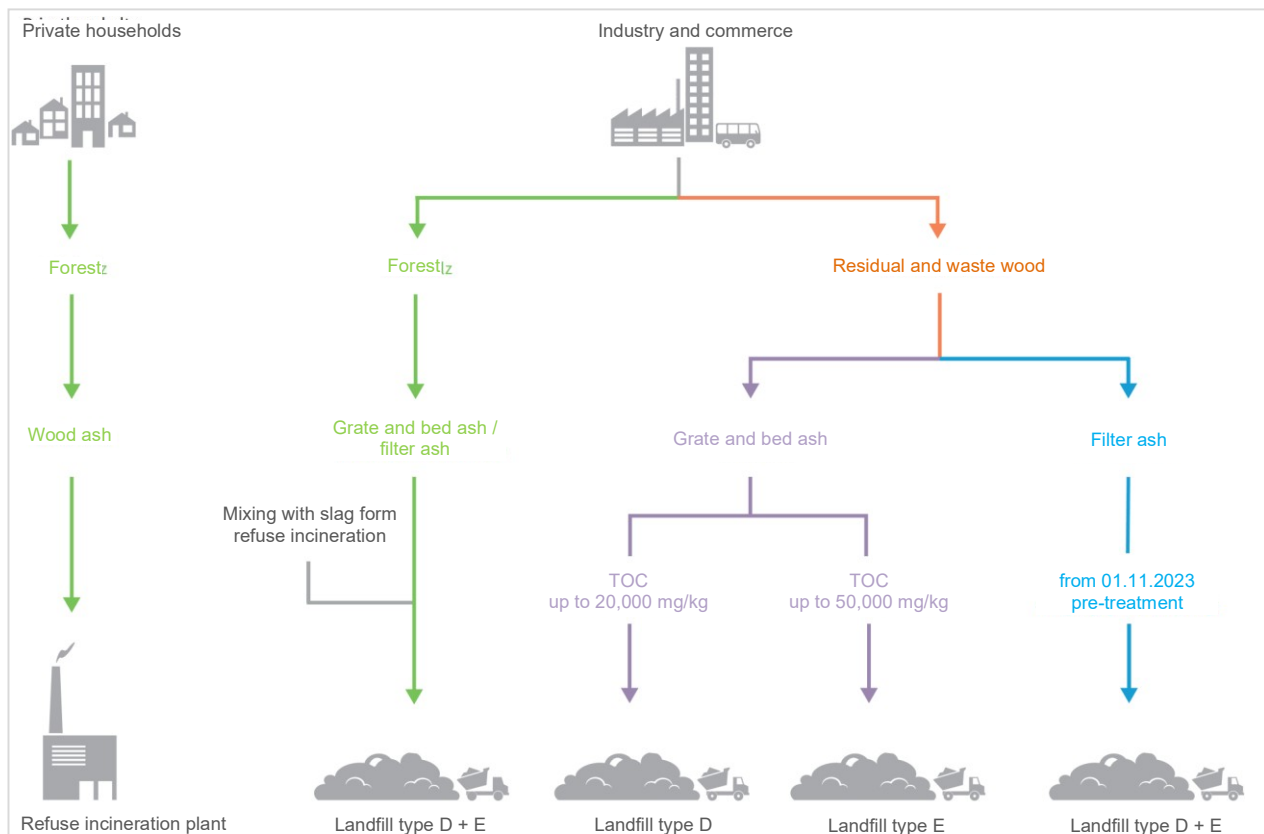 Private households
Industry and commerce
Forest
Forest
Residual and waste wood
Wood ash
Grate and bed ash /
filter ash
Grate and bed ash
Filter ash
Mixing with slag form
refuse incineration
TOC
up to 20,000 mg/kg
TOC
up to 50,000 mg/kg
from 01.11.2023
pre-treatment
Refuse incineration plant
Landfill type D + E
Landfill type D
Landfill type E
Landfill type D + E